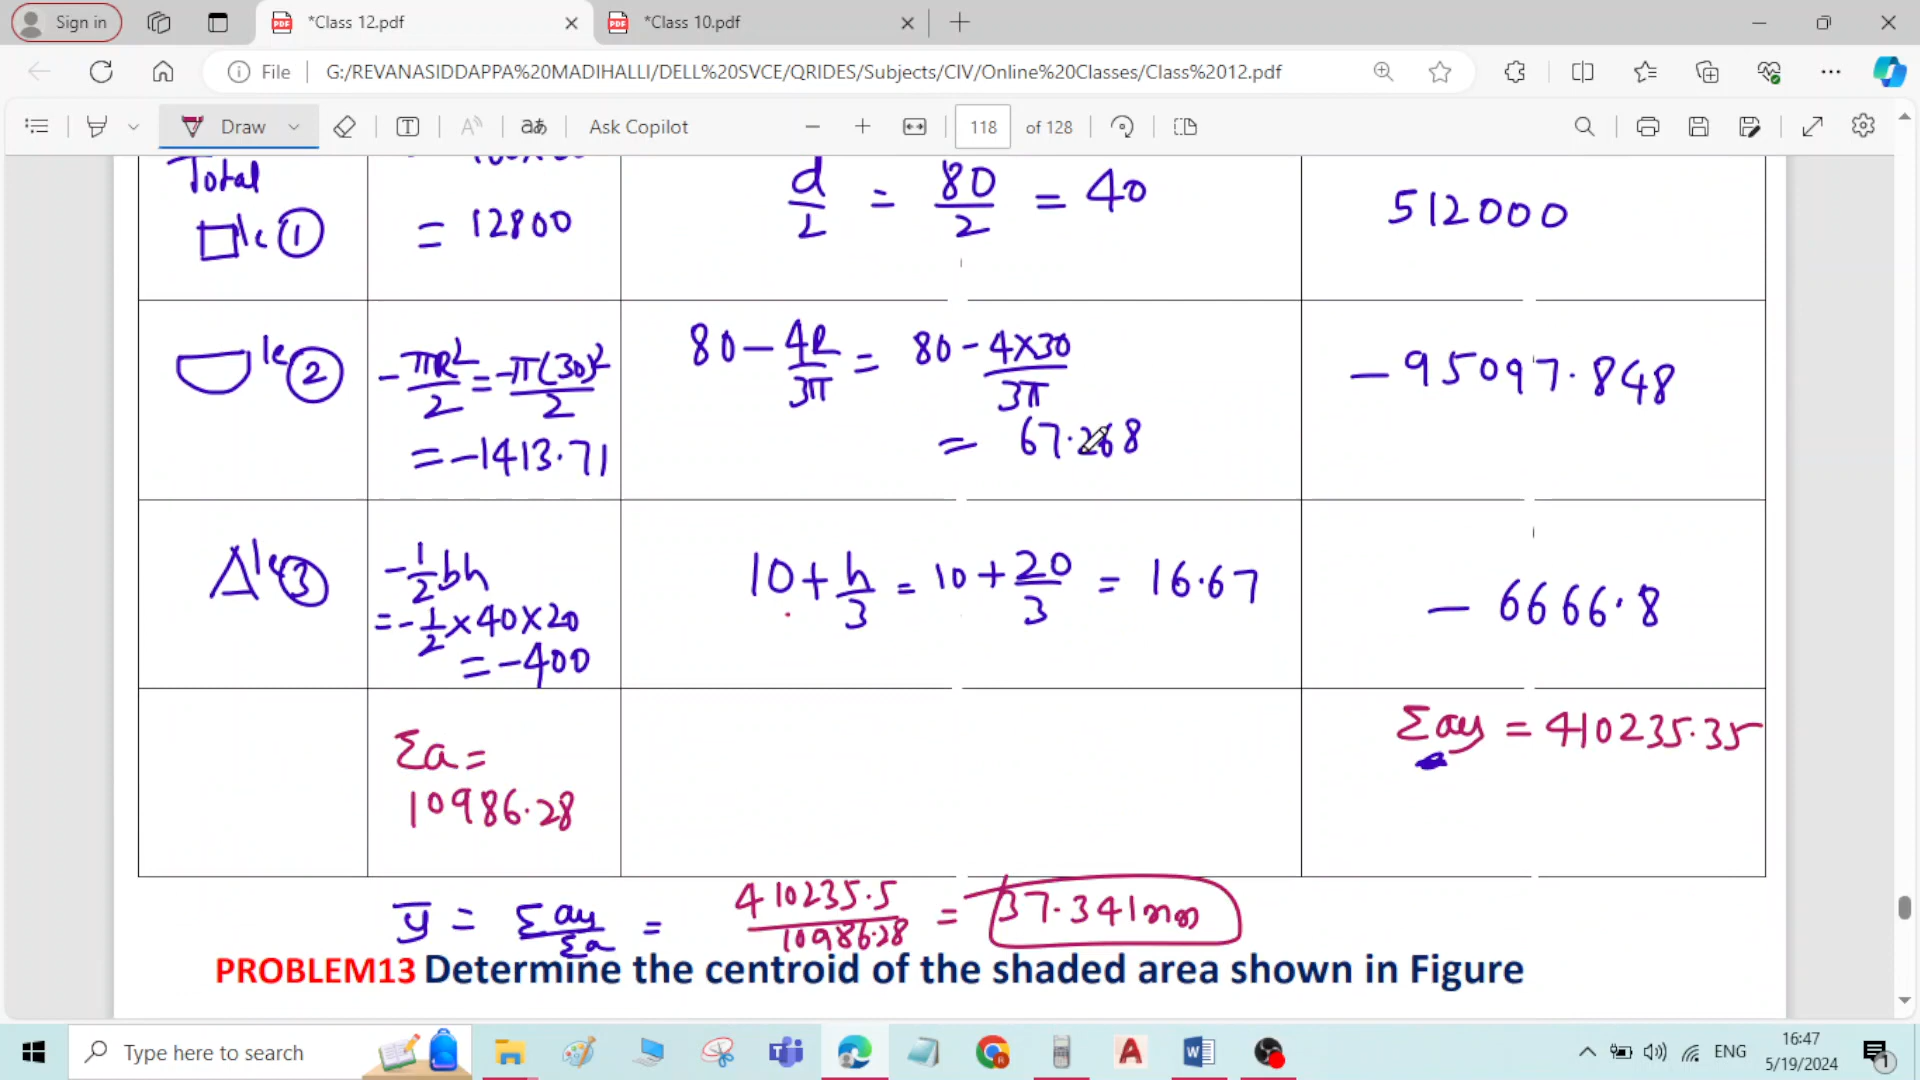 Sign in
*Class 12.pdf
*Class 10.pdf
File
G:/REVANASIDDAPPA%20MADIHALLI/DELL%20SVCE/QRIDES/Subjects/CIV/Online%20Classes/Class%2012.pdf
Draw
Ask Copilot
118 of 128
Total
□le ①
= 12800
d/2 = 80/2 = 40
512000
le ②
-πR²/2 = -π(30)²/2
= -1413.71
80 - 4R/3π = 80 - 4×30/3π
= 67.268
- 95097.848
Δle ③
-1/2 bh
= -1/2 × 40 × 20
= -400
10 + h/3 = 10 + 20/3 = 16.67
- 6666.8
Σa =
10986.28
Σay = 410235.35
ȳ = Σay/Σa = 410235.5/10986.28 = 37.341mm
PROBLEM13 Determine the centroid of the shaded area shown in Figure
Type here to search
ENG
16:47
5/19/2024
1